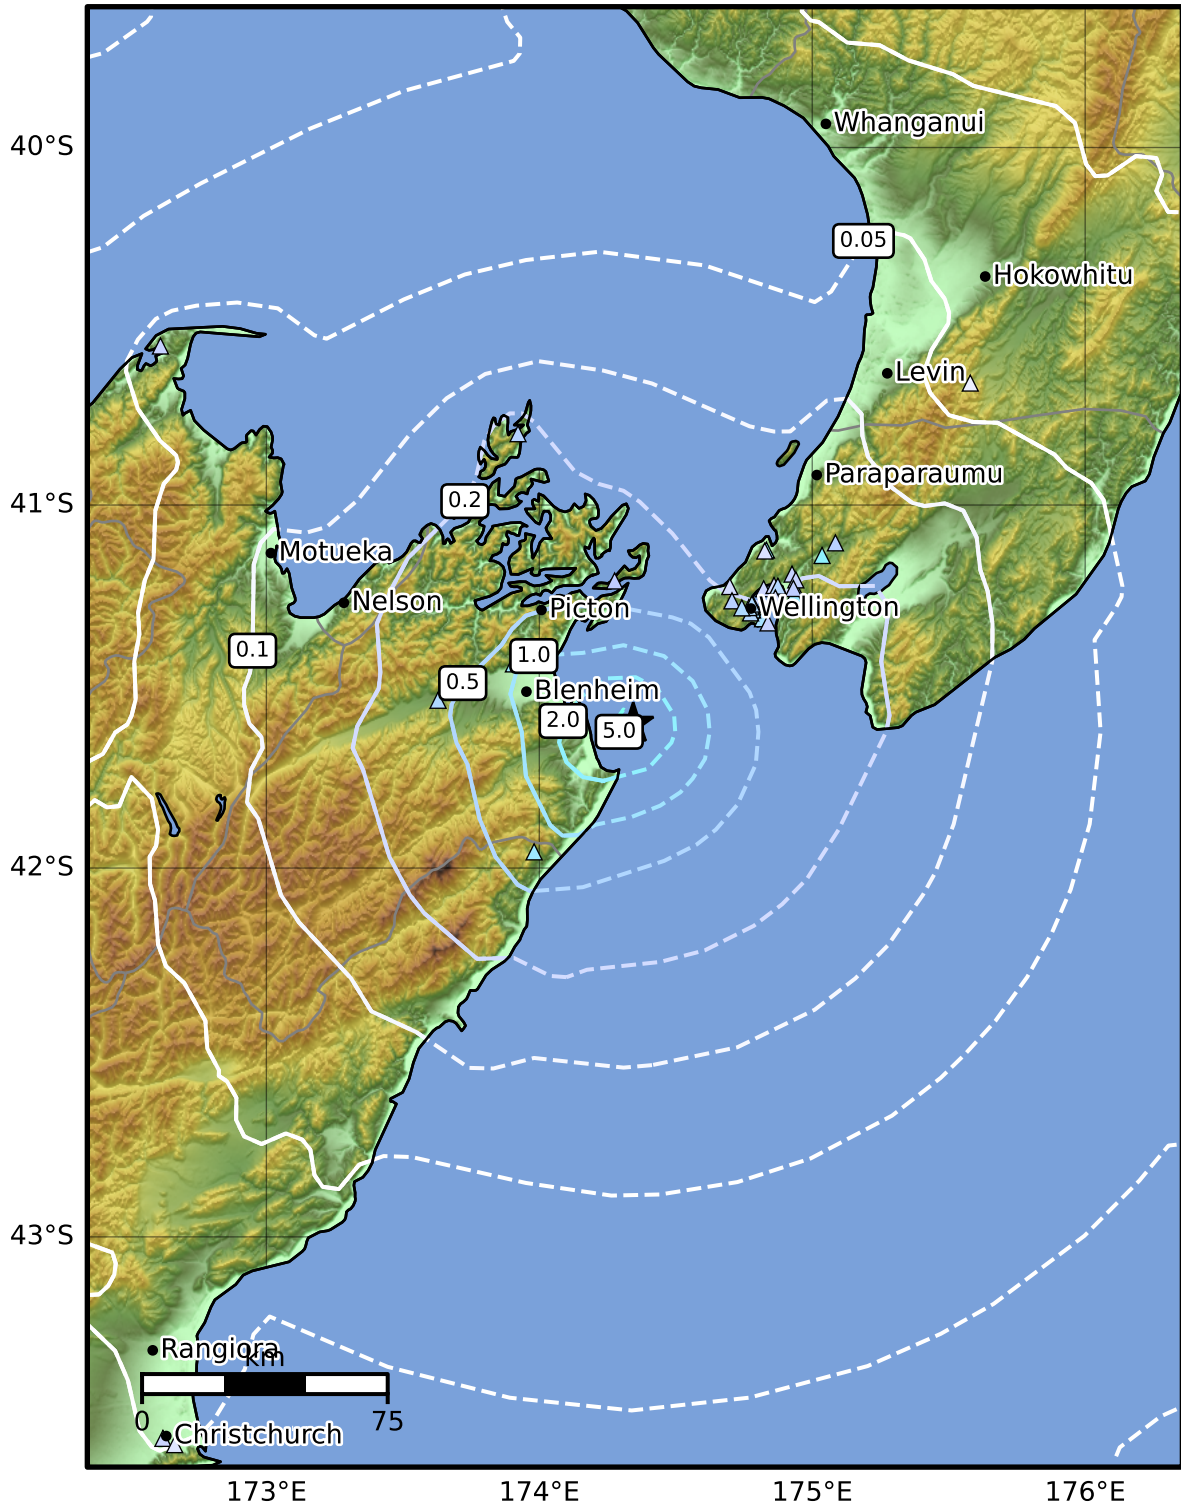 Whanganui
40°S
0.05
Hokowhitu
Levin
Paraparaumu
0.2
41°S
Motueka
Nelson
Picton
Wellington
0.1
1.0
0.5
Blenheim
2.0
5.0
42°S
43°S
Rangiora
km
0
75
Christchurch
173°E
174°E
175°E
176°E